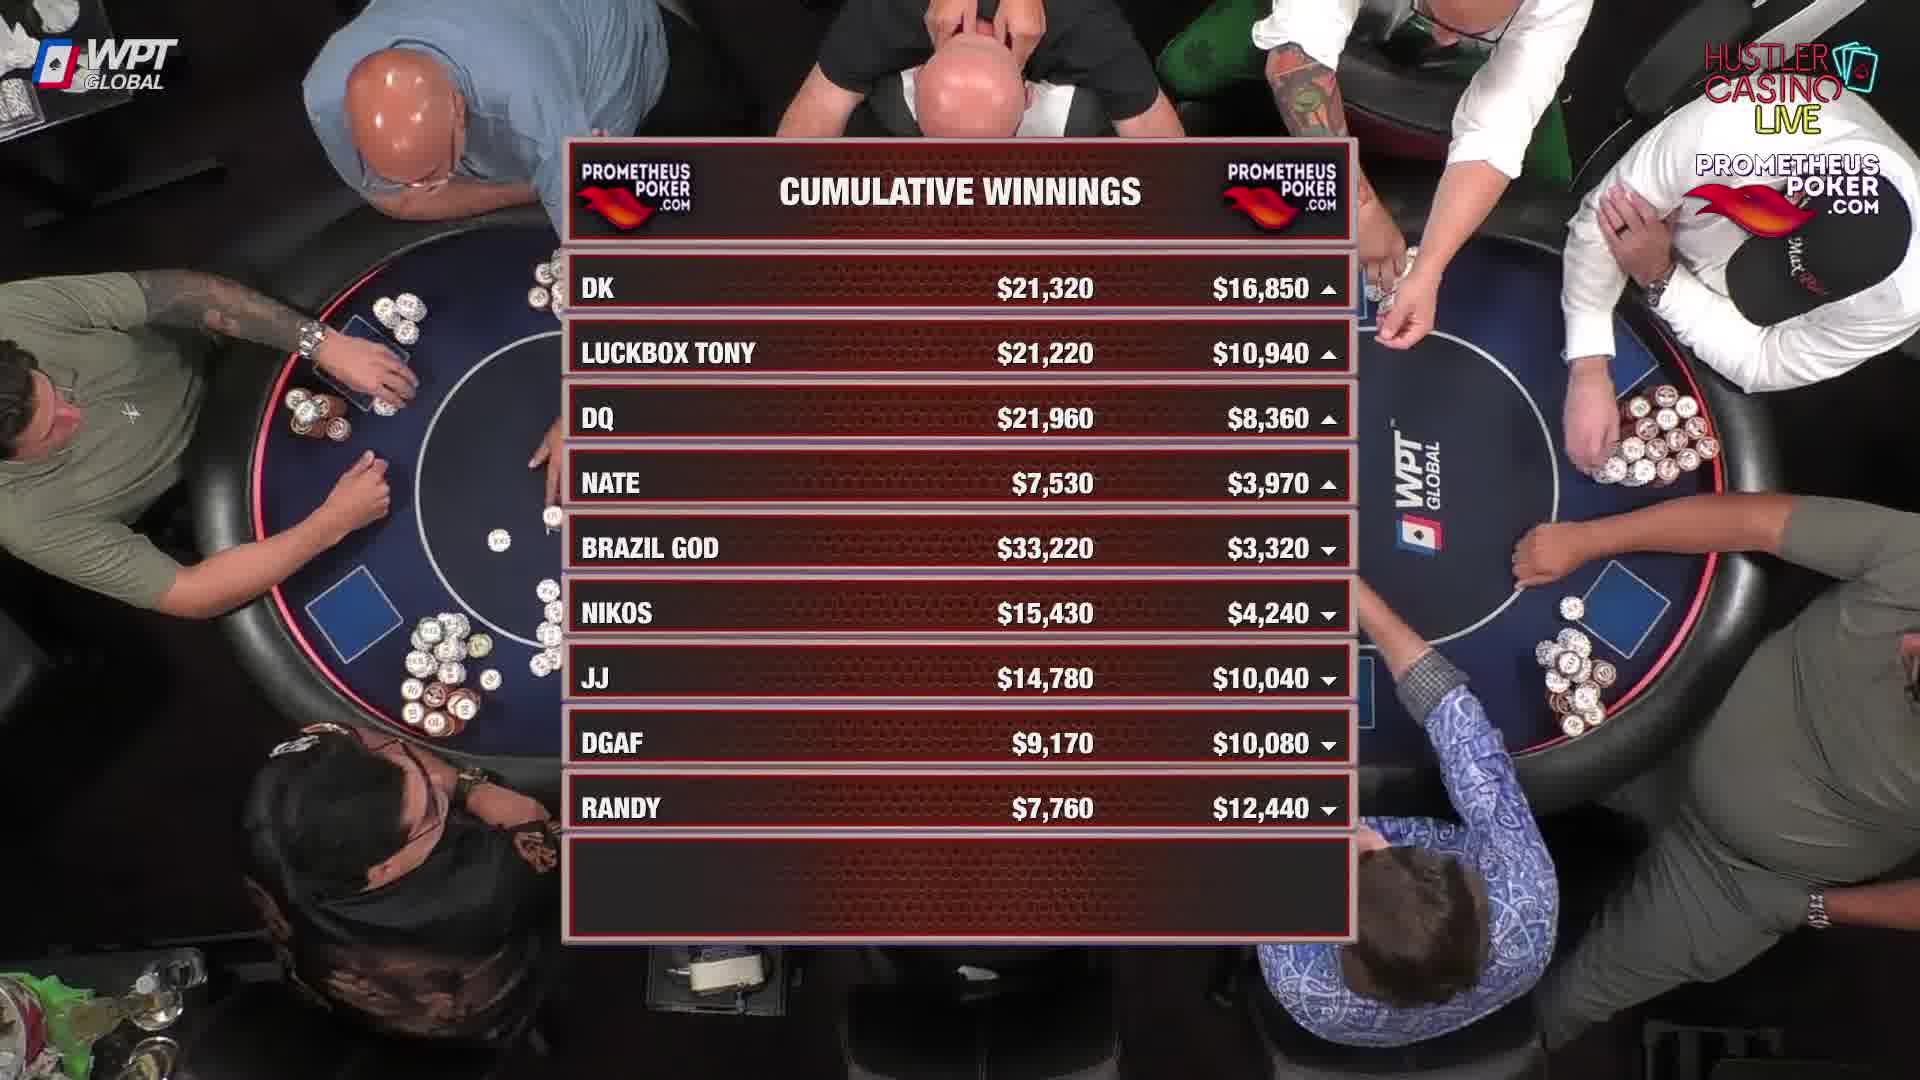 WPT
GLOBAL
HUSTLER
CASINO
LIVE
PROMETHEUS
POKER
.COM
PROMETHEUS
POKER
.COM
CUMULATIVE WINNINGS
PROMETHEUS
POKER
.COM
DK $21,320 $16,850
LUCKBOX TONY $21,220 $10,940
DQ $21,960 $8,360
NATE $7,530 $3,970
BRAZIL GOD $33,220 $3,320
NIKOS $15,430 $4,240
JJ $14,780 $10,040
DGAF $9,170 $10,080
RANDY $7,760 $12,440
WPT
GLOBAL